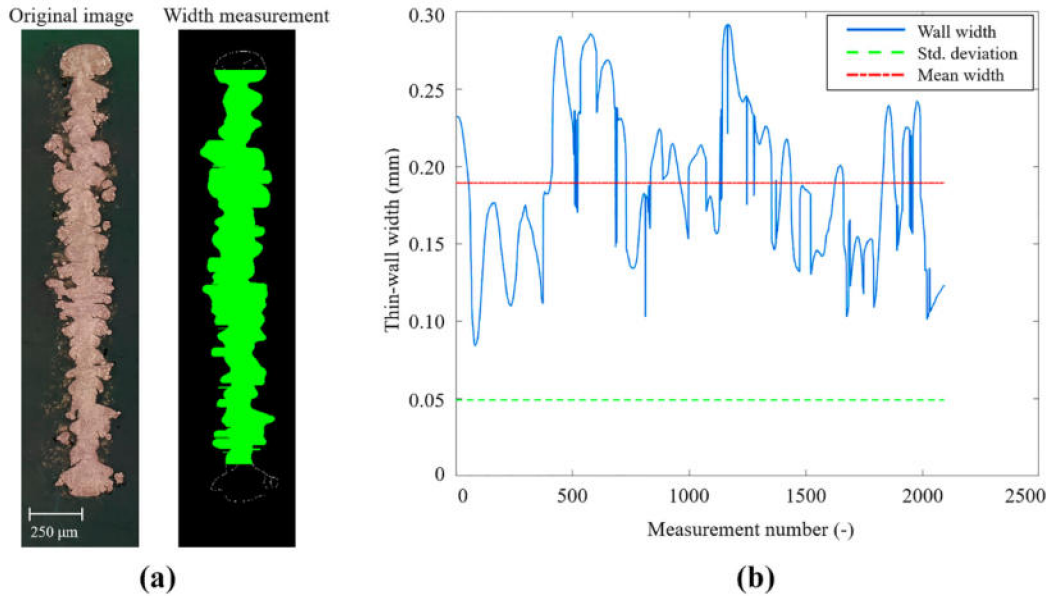 Original image
Width measurement
250 μm
(a)
0.30
0.25
0.20
0.15
0.10
0.05
0
Thin-wall width (mm)
Wall width
Std. deviation
Mean width
0
500
1000
1500
2000
2500
Measurement number (-)
(b)